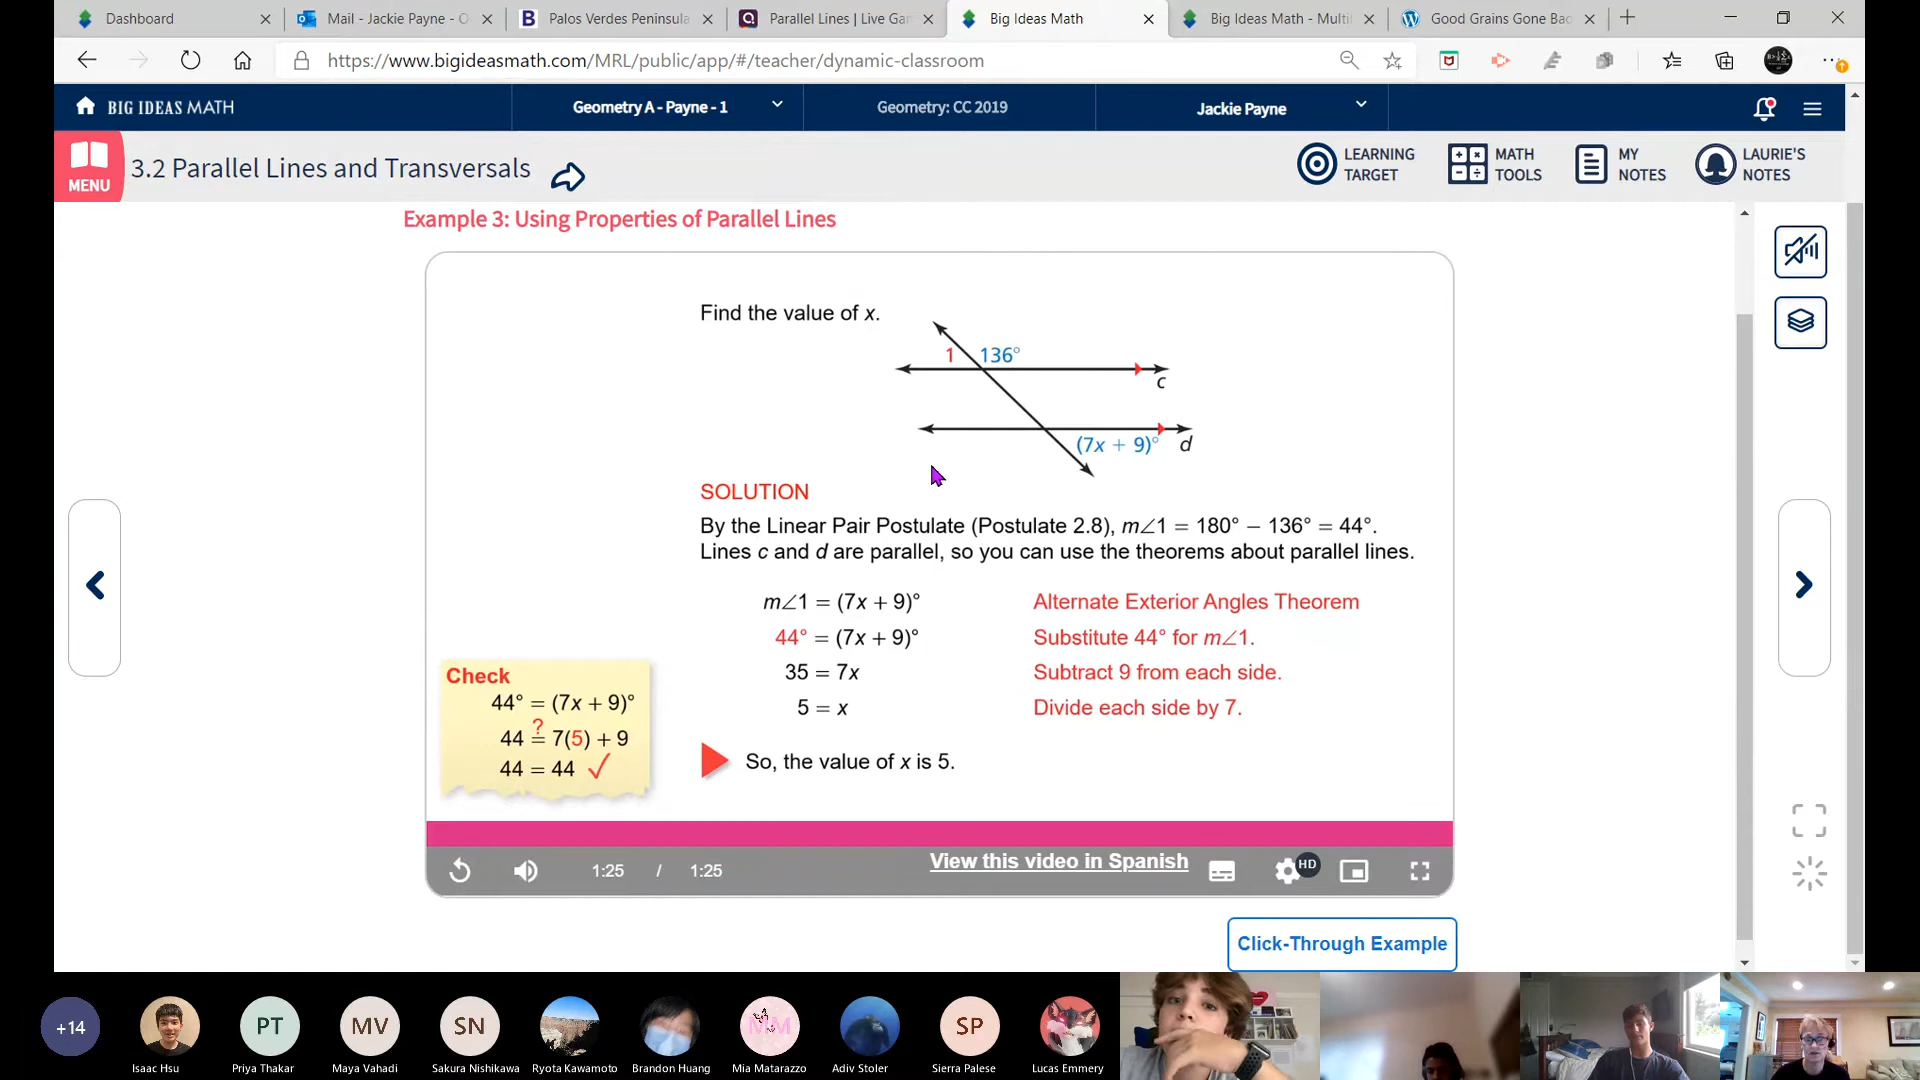 Dashboard
Mail - Jackie Payne - O
Palos Verdes Peninsula
Parallel Lines | Live Gam
Big Ideas Math
Big Ideas Math - Multi
Good Grains Gone Bad
https://www.bigideasmath.com/MRL/public/app/#/teacher/dynamic-classroom
BIG IDEAS MATH
Geometry A - Payne - 1
Geometry: CC 2019
Jackie Payne
MENU
3.2 Parallel Lines and Transversals
LEARNING TARGET
MATH TOOLS
MY NOTES
LAURIE'S NOTES
Example 3: Using Properties of Parallel Lines
Find the value of x.
1 136°
c
(7x + 9)° d
SOLUTION
By the Linear Pair Postulate (Postulate 2.8), m∠1 = 180° − 136° = 44°.
Lines c and d are parallel, so you can use the theorems about parallel lines.
m∠1 = (7x + 9)° Alternate Exterior Angles Theorem
44° = (7x + 9)° Substitute 44° for m∠1.
35 = 7x Subtract 9 from each side.
5 = x Divide each side by 7.
So, the value of x is 5.
Check
44° = (7x + 9)°
44 ≟ 7(5) + 9
44 = 44 ✓
1:25 / 1:25
View this video in Spanish
HD
Click-Through Example
+14
Isaac Hsu
PT
Priya Thakar
MV
Maya Vahadi
SN
Sakura Nishikawa
Ryota Kawamoto
Brandon Huang
MM
Mia Matarazzo
Adiv Stoler
SP
Sierra Palese
Lucas Emmery